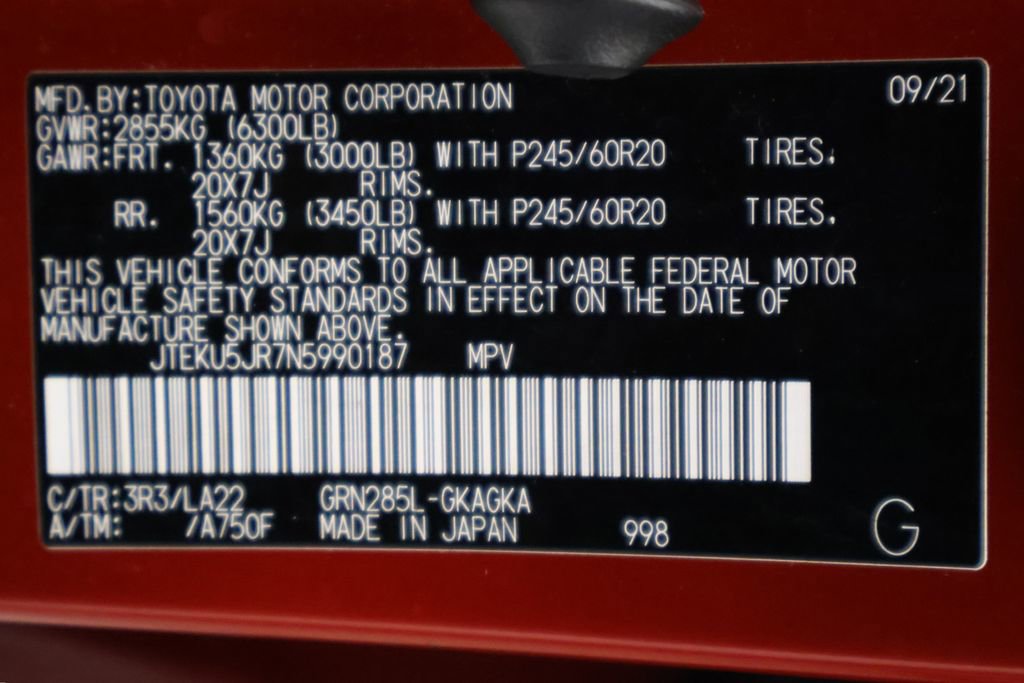 09/21
MFD.BY:TOYOTA MOTOR CORPORATION
GVWR:2855KG (6300LB)
GAWR:FRT. 1360KG (3000LB) WITH P245/60R20 TIRES.
20X7J RIMS.
RR. 1560KG (3450LB) WITH P245/60R20 TIRES.
20X7J RIMS.
THIS VEHICLE CONFORMS TO ALL APPLICABLE FEDERAL MOTOR
VEHICLE SAFETY STANDARDS IN EFFECT ON THE DATE OF
MANUFACTURE SHOWN ABOVE.
JTEKU5JR7N5990187 MPV
C/TR:3R3/LA22 GRN285L-GKAGKA
A/TM: /A750F MADE IN JAPAN 998 G